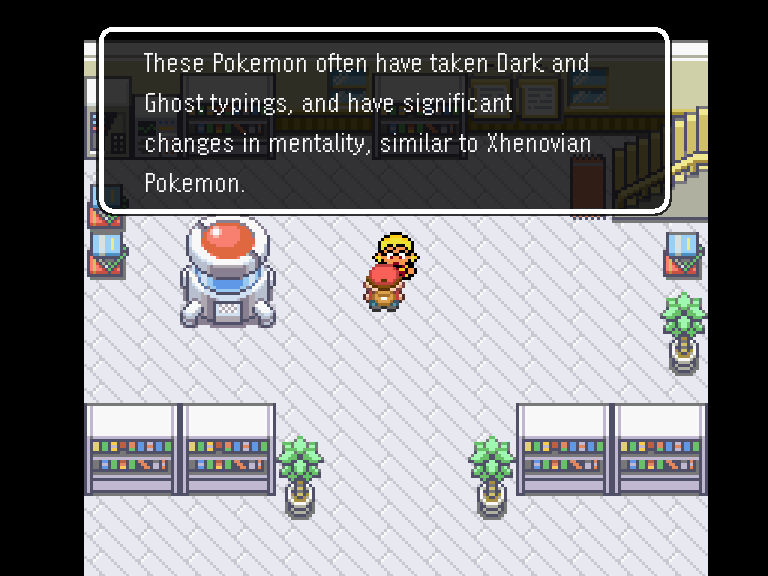 These Pokemon often have taken Dark and
Ghost typings, and have significant
changes in mentality, similar to Xhenovian
Pokemon.